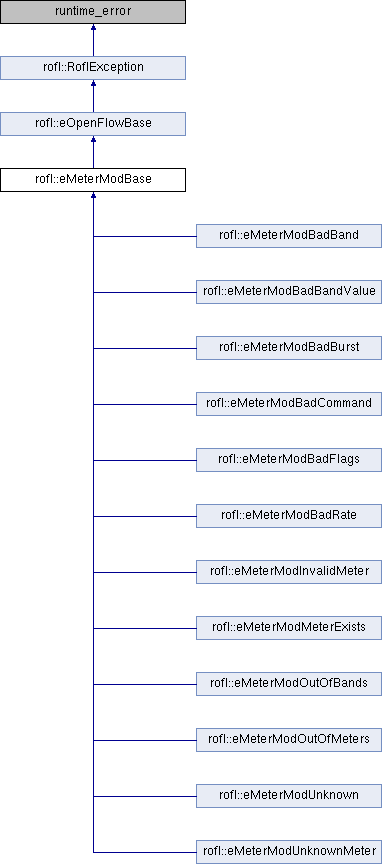 runtime_error
rofl::RoflException
rofl::eOpenFlowBase
rofl::eMeterModBase
rofl::eMeterModBadBand
rofl::eMeterModBadBandValue
rofl::eMeterModBadBurst
rofl::eMeterModBadCommand
rofl::eMeterModBadFlags
rofl::eMeterModBadRate
rofl::eMeterModInvalidMeter
rofl::eMeterModMeterExists
rofl::eMeterModOutOfBands
rofl::eMeterModOutOfMeters
rofl::eMeterModUnknown
rofl::eMeterModUnknownMeter